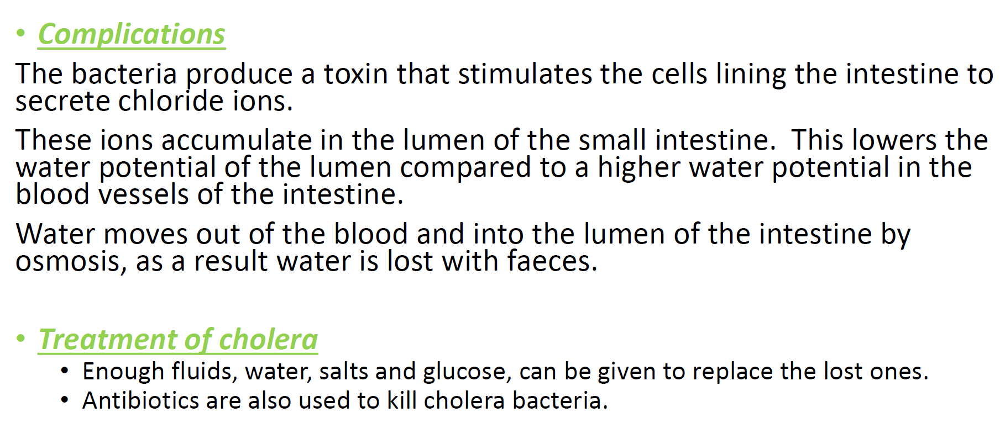 • Complications
The bacteria produce a toxin that stimulates the cells lining the intestine to
secrete chloride ions.
These ions accumulate in the lumen of the small intestine.  This lowers the
water potential of the lumen compared to a higher water potential in the
blood vessels of the intestine.
Water moves out of the blood and into the lumen of the intestine by
osmosis, as a result water is lost with faeces.
• Treatment of cholera
• Enough fluids, water, salts and glucose, can be given to replace the lost ones.
• Antibiotics are also used to kill cholera bacteria.